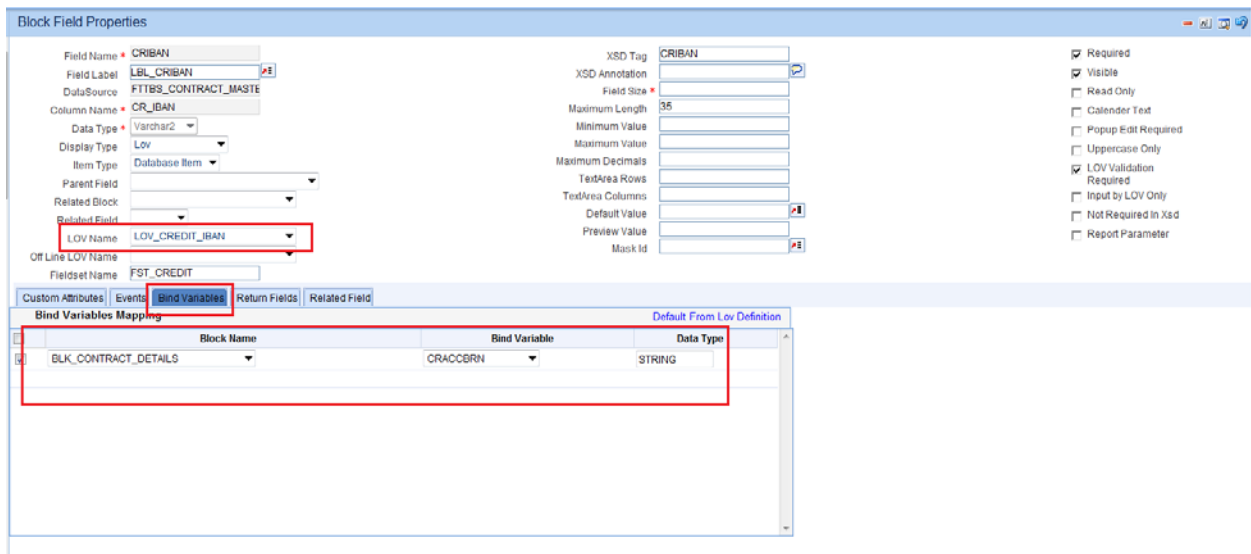 Block Field Properties
Field Name * CRIBAN
Field Label LBL_CRIBAN
DataSource FTTBS_CONTRACT_MASTE
Column Name * CR_IBAN
Data Type * Varchar2
Display Type Lov
Item Type Database Item
Parent Field
Related Block
Related Field
LOV Name LOV_CREDIT_IBAN
Off Line LOV Name
Fieldset Name FST_CREDIT
XSD Tag CRIBAN
XSD Annotation
Field Size *
Maximum Length 35
Minimum Value
Maximum Value
Maximum Decimals
TextArea Rows
TextArea Columns
Default Value
Preview Value
Mask Id
Required
Visible
Read Only
Calender Text
Popup Edit Required
Uppercase Only
LOV Validation
Required
Input by LOV Only
Not Required In Xsd
Report Parameter
Custom Attributes Events Bind Variables Return Fields Related Field
Bind Variables Mapping Default From Lov Definition
Block Name Bind Variable Data Type
BLK_CONTRACT_DETAILS CRACCBRN STRING